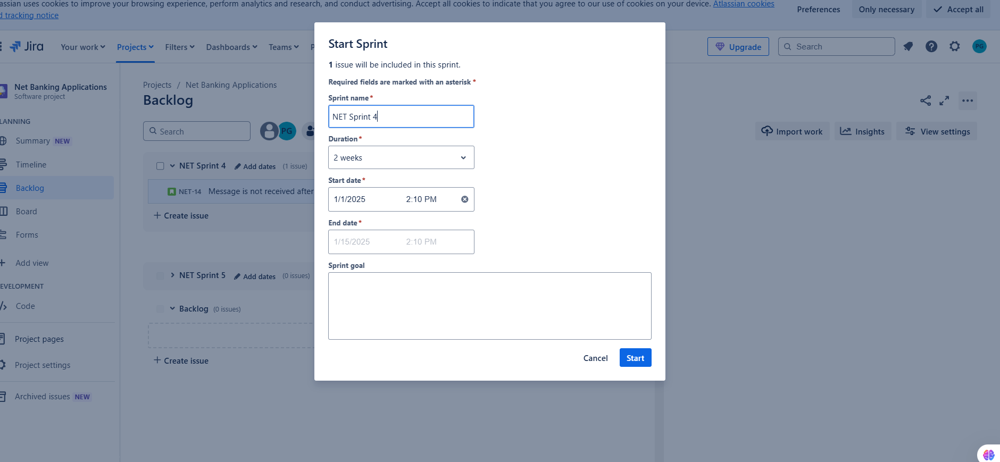 assian uses cookies to improve your browsing experience, perform analytics and research, and conduct advertising. Accept all cookies to indicate that you agree to our use of cookies on your device. Atlassian cookies
d tracking notice
Preferences
Only necessary
Accept all
Jira
Your work
Projects
Filters
Dashboards
Teams
P
Upgrade
Search
PG
Net Banking Applications
Software project
LANNING
Summary NEW
Timeline
Backlog
Board
Forms
Add view
EVELOPMENT
Code
Project pages
Project settings
Archived issues NEW
Projects / Net Banking Applications
Backlog
Search
PG
Import work
Insights
View settings
NET Sprint 4 Add dates (1 issue)
NET-14 Message is not received after
+ Create issue
NET Sprint 5 Add dates (0 issues)
Backlog (0 issues)
+ Create issue
Start Sprint
1 issue will be included in this sprint.
Required fields are marked with an asterisk *
Sprint name*
NET Sprint 4
Duration*
2 weeks
Start date*
1/1/2025 2:10 PM
End date*
1/15/2025 2:10 PM
Sprint goal
Cancel
Start